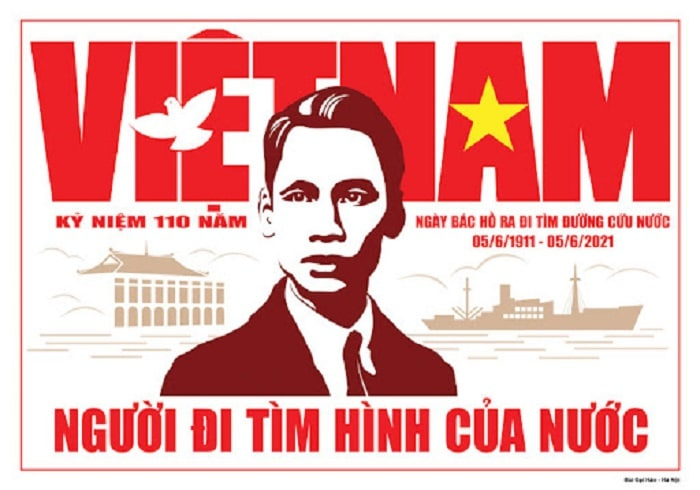 VIỆTNAM
KỶ NIỆM 110 NĂM
NGÀY BÁC HỒ RA ĐI TÌM ĐƯỜNG CỨU NƯỚC
05/6/1911 - 05/6/2021
NGƯỜI ĐI TÌM HÌNH CỦA NƯỚC